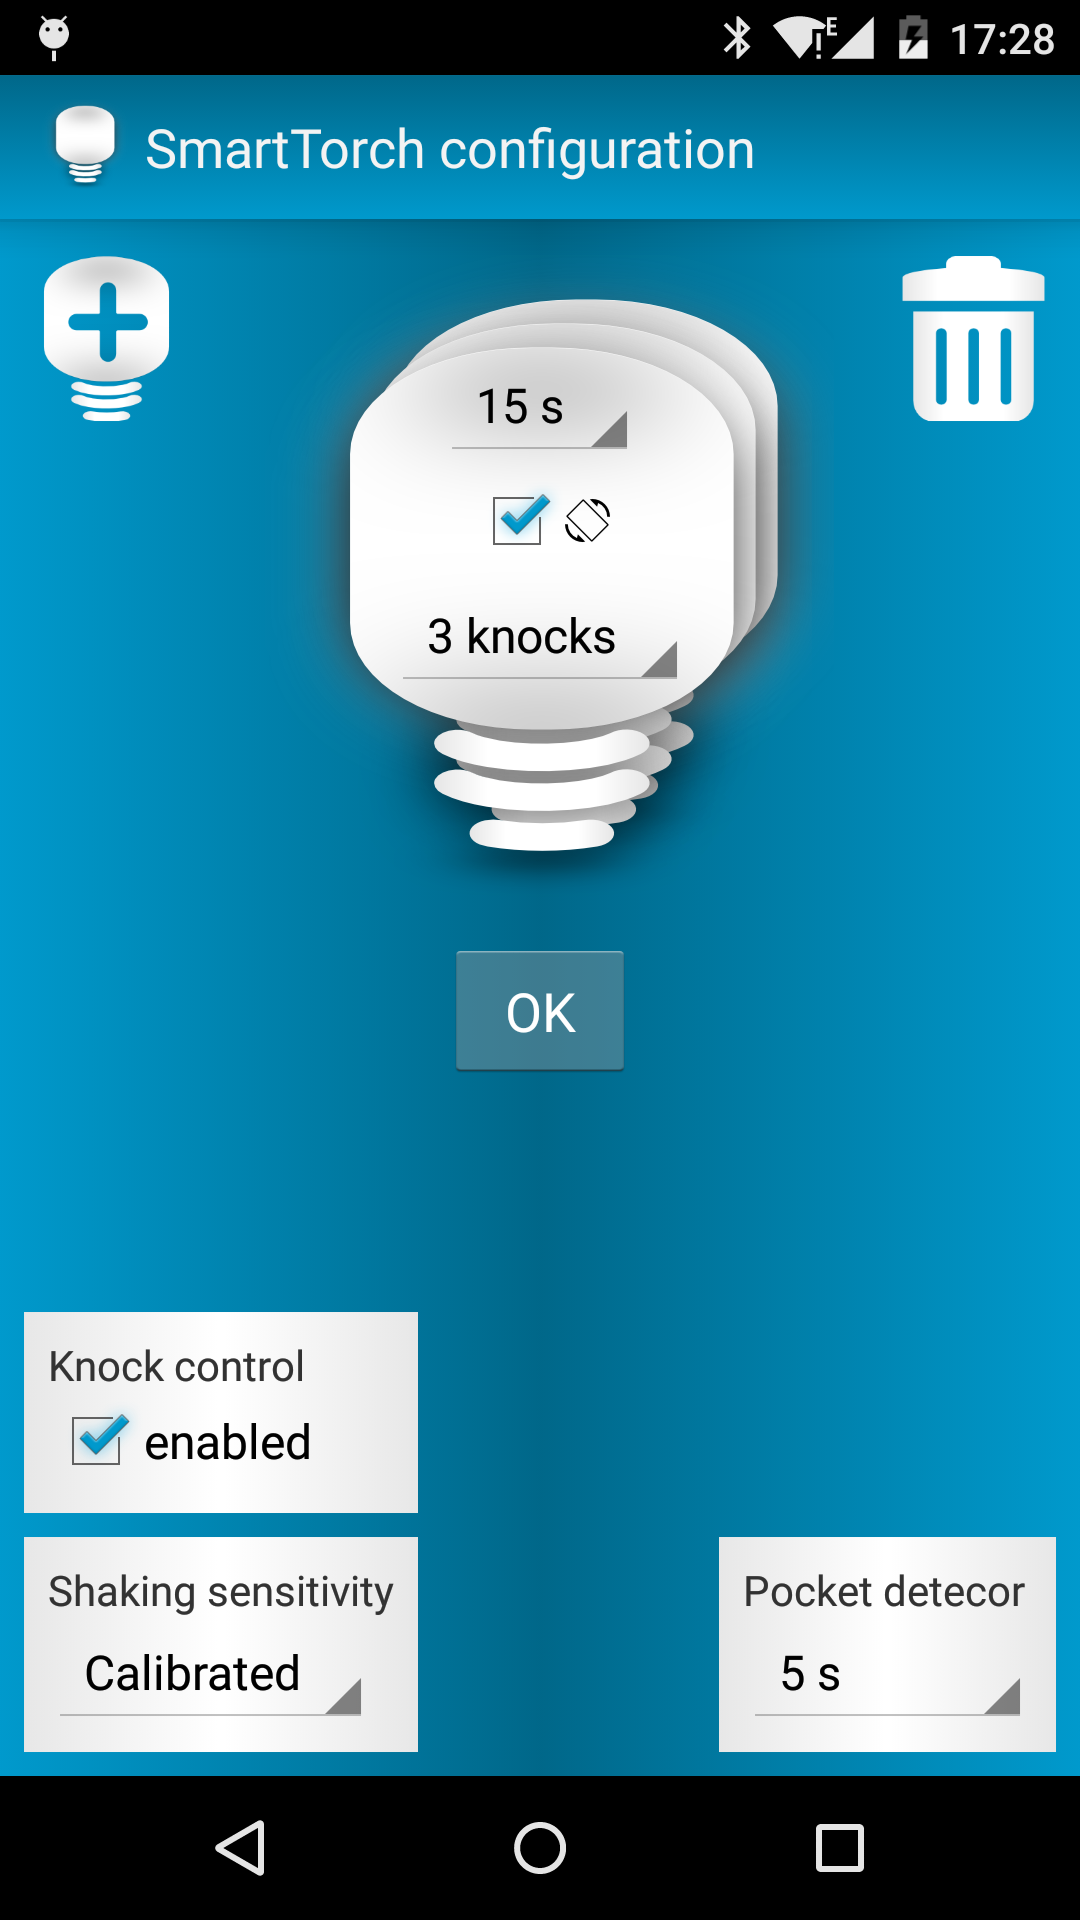 E
17:28
SmartTorch configuration
15 s
3 knocks
OK
Knock control
enabled
Shaking sensitivity
Calibrated
Pocket detecor
5 s